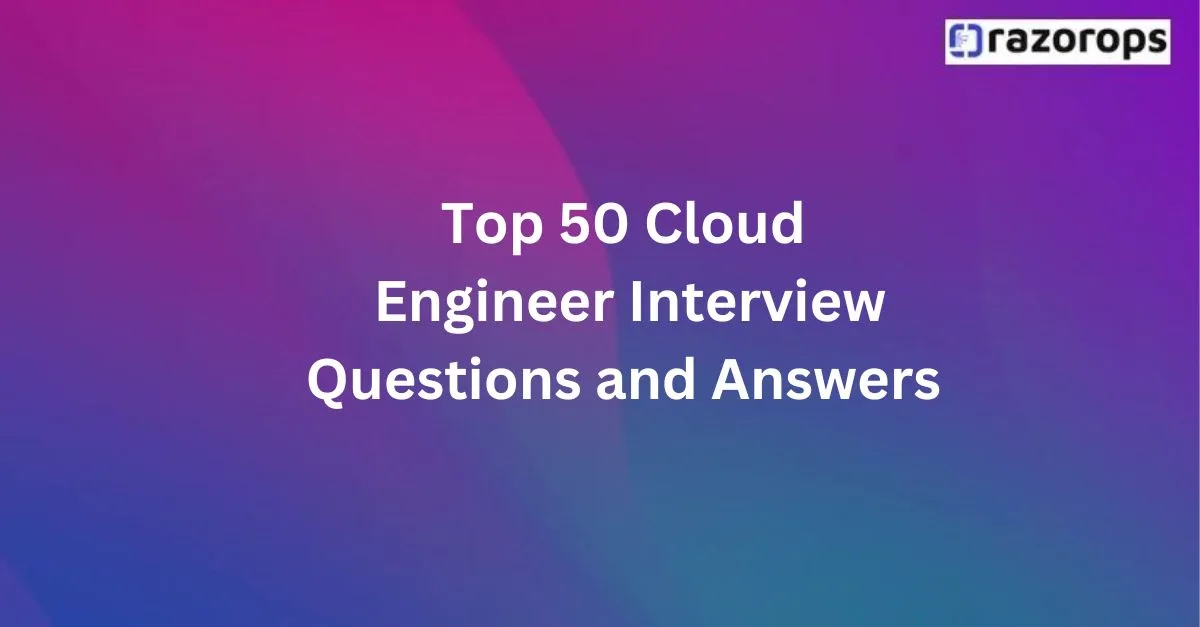 razorops
Top 50 Cloud
Engineer Interview
Questions and Answers